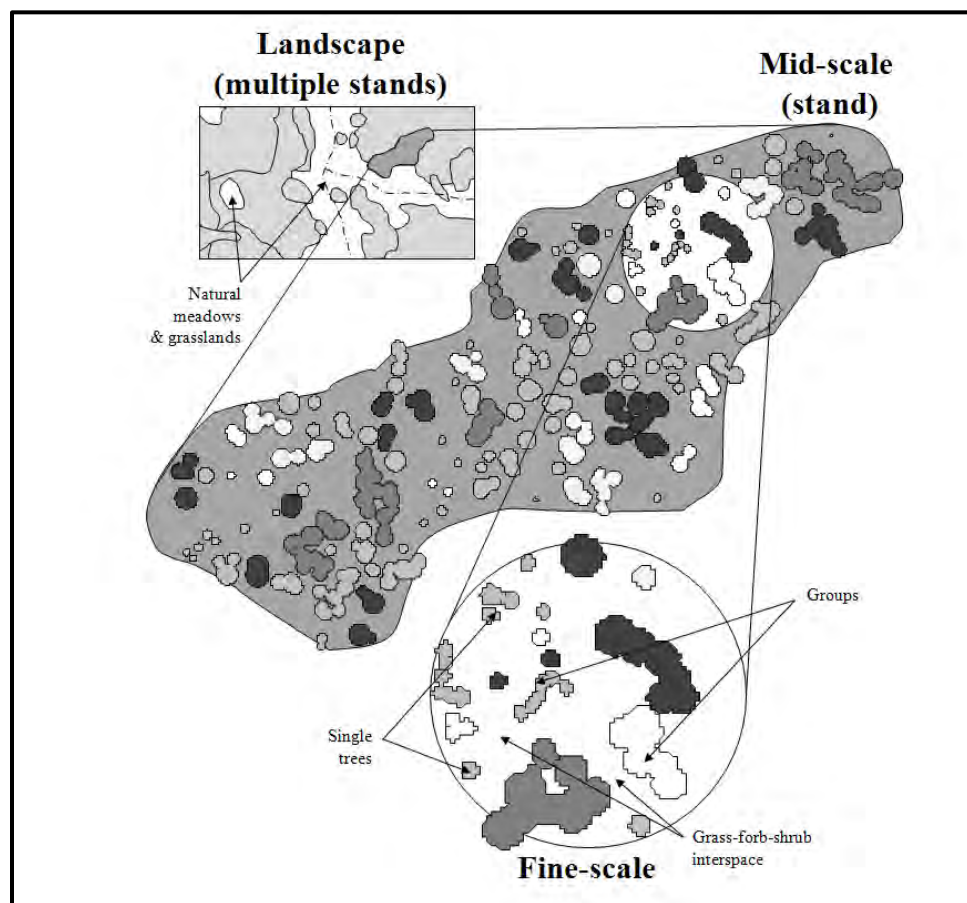 Landscape
(multiple stands)
Mid-scale
(stand)
Natural
meadows
& grasslands
Groups
Single
trees
Grass-forb-shrub
interspace
Fine-scale